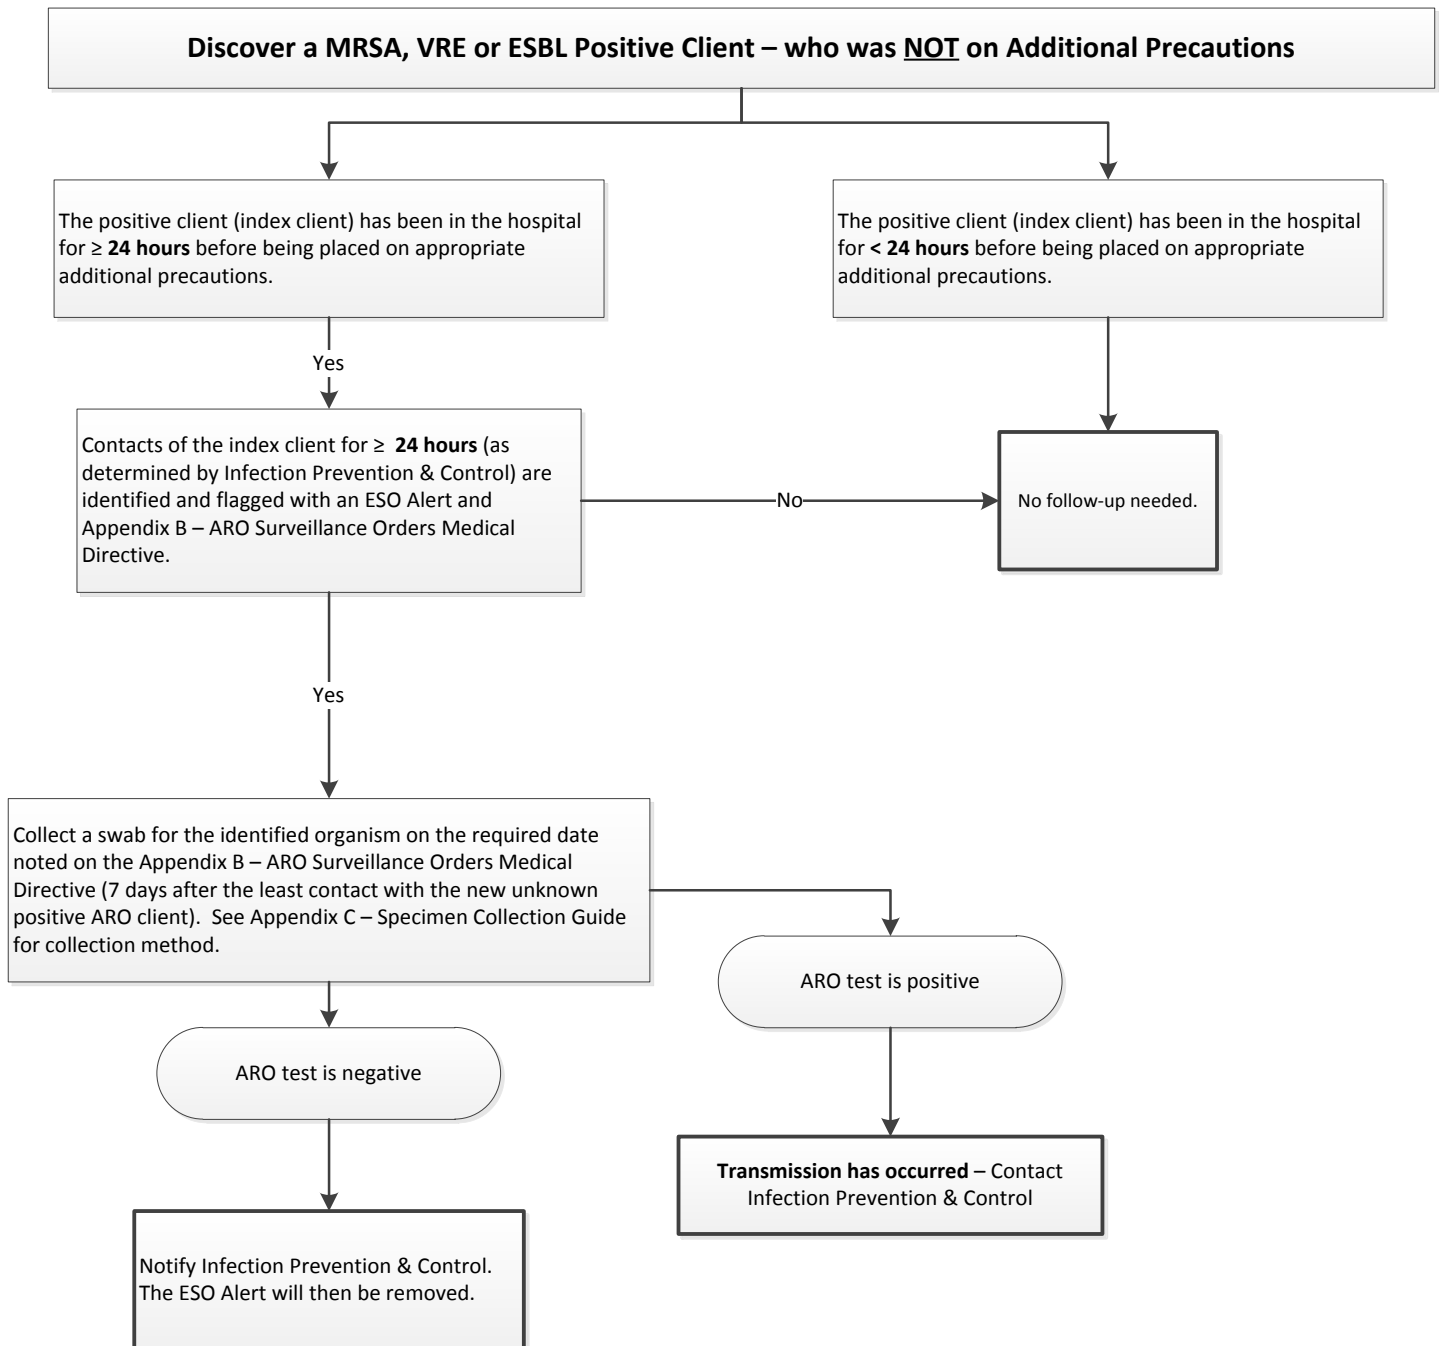 Discover a MRSA, VRE or ESBL Positive Client – who was NOT on Additional Precautions
The positive client (index client) has been in the hospital
for ≥ 24 hours before being placed on appropriate
additional precautions.
The positive client (index client) has been in the hospital
for < 24 hours before being placed on appropriate
additional precautions.
Yes
Contacts of the index client for ≥  24 hours (as
determined by Infection Prevention & Control) are
identified and flagged with an ESO Alert and
Appendix B – ARO Surveillance Orders Medical
Directive.
No
No follow-up needed.
Yes
Collect a swab for the identified organism on the required date
noted on the Appendix B – ARO Surveillance Orders Medical
Directive (7 days after the least contact with the new unknown
positive ARO client).  See Appendix C – Specimen Collection Guide
for collection method.
ARO test is positive
ARO test is negative
Transmission has occurred – Contact
Infection Prevention & Control
Notify Infection Prevention & Control.
The ESO Alert will then be removed.